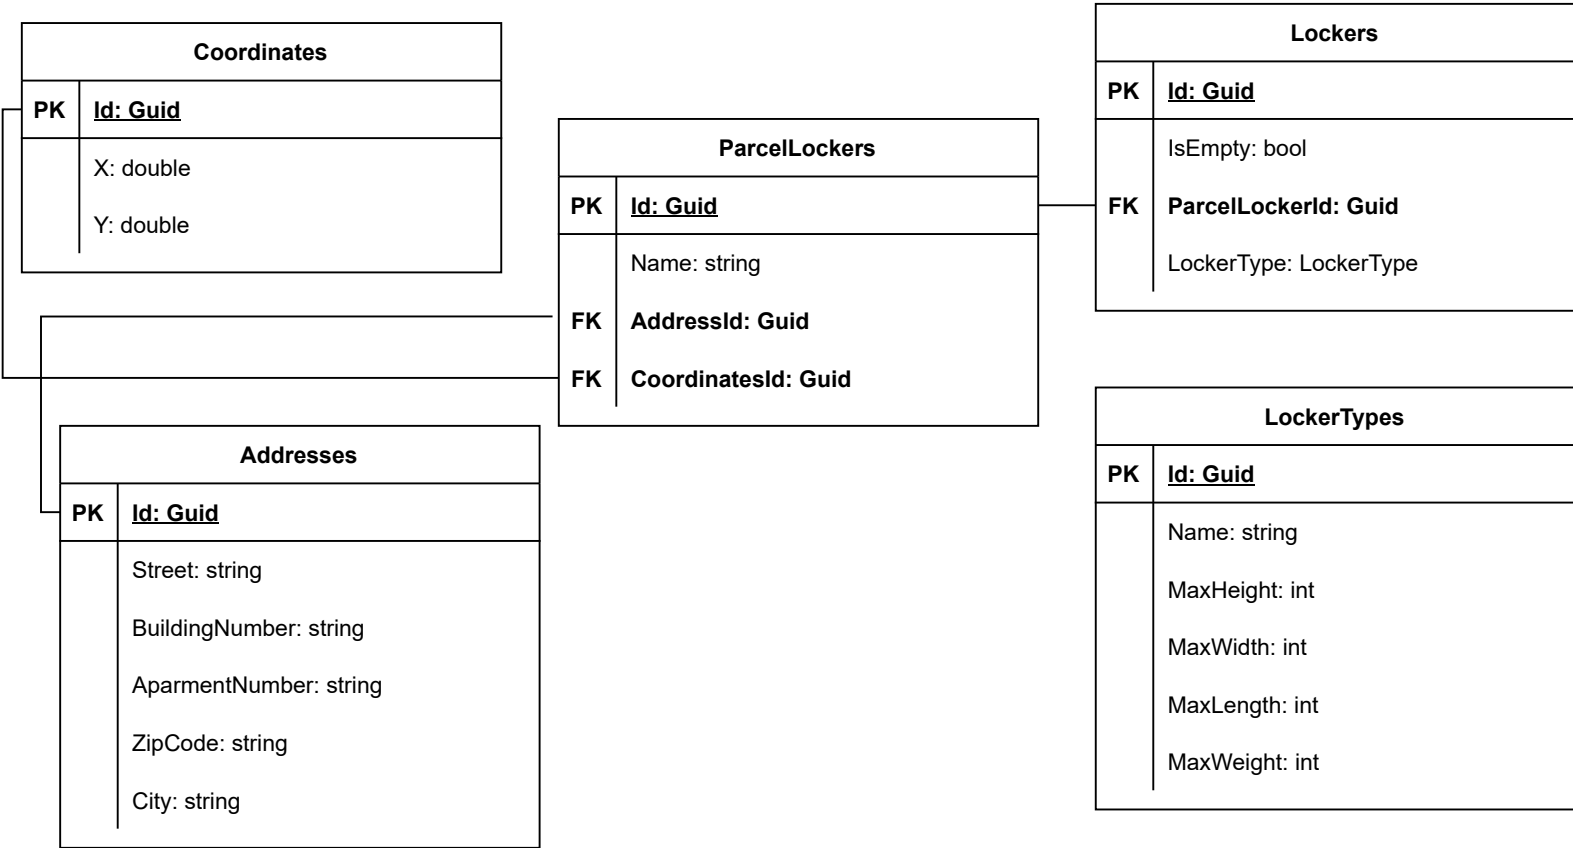 Coordinates
PK Id: Guid
X: double
Y: double
ParcelLockers
PK Id: Guid
Name: string
FK AddressId: Guid
FK CoordinatesId: Guid
Lockers
PK Id: Guid
IsEmpty: bool
FK ParcelLockerId: Guid
LockerType: LockerType
Addresses
PK Id: Guid
Street: string
BuildingNumber: string
AparmentNumber: string
ZipCode: string
City: string
LockerTypes
PK Id: Guid
Name: string
MaxHeight: int
MaxWidth: int
MaxLength: int
MaxWeight: int